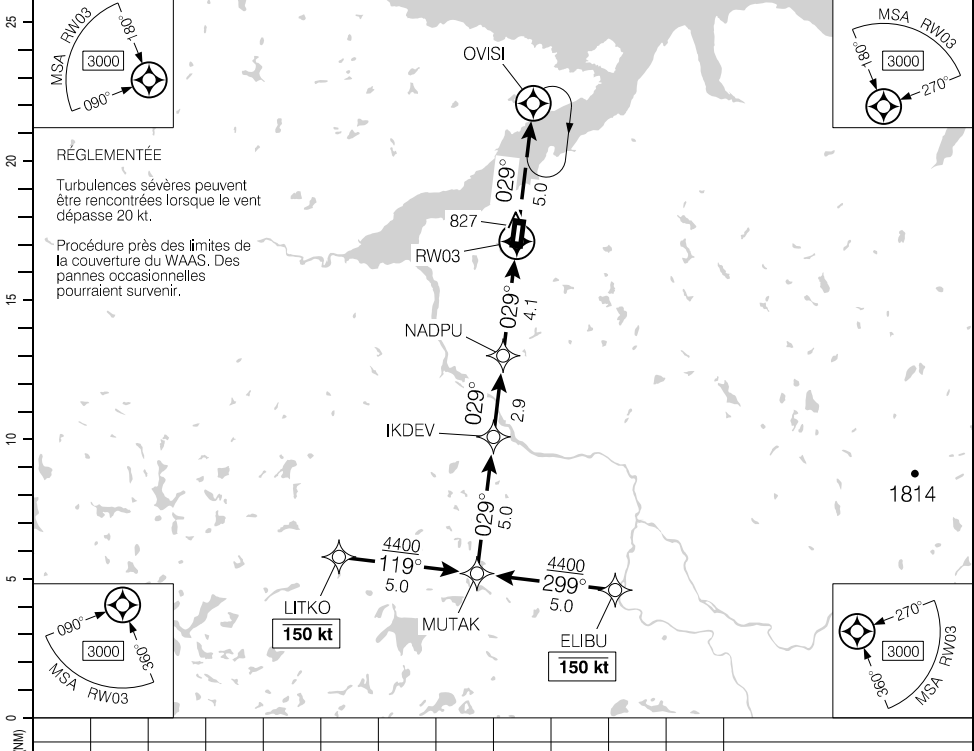 25
MSA RW03
180°
3000
090°
OVISI
MSA RW03
180°
3000
270°
RÉGLEMENTÉE
Turbulences sévères peuvent
être rencontrées lorsque le vent
dépasse 20 kt.
Procédure près des limites de
la couverture du WAAS. Des
pannes occasionnelles
pourraient survenir.
20
029°
5.0
827
RW03
15
029°
4.1
NADPU
029°
2.9
IKDEV
10
1814
029°
5.0
4400
119°
5.0
4400
299°
5.0
5
LITKO
150 kt
MUTAK
ELIBU
150 kt
090°
3000
360°
MSA RW03
270°
3000
360°
MSA RW03
0
(NM)